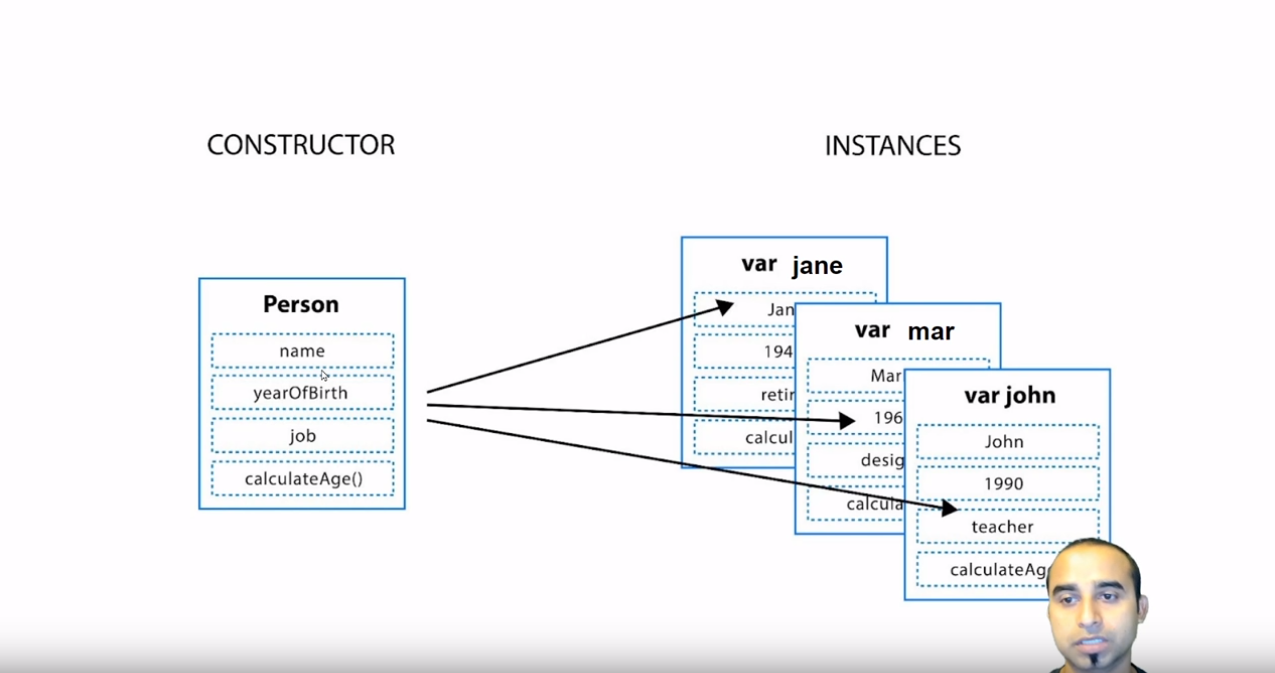 CONSTRUCTOR
INSTANCES
Person
name
yearOfBirth
job
calculateAge()
var jane
Jan
194
retir
calcul
var mar
Mar
196
desig
calcula
var john
John
1990
teacher
calculateAg